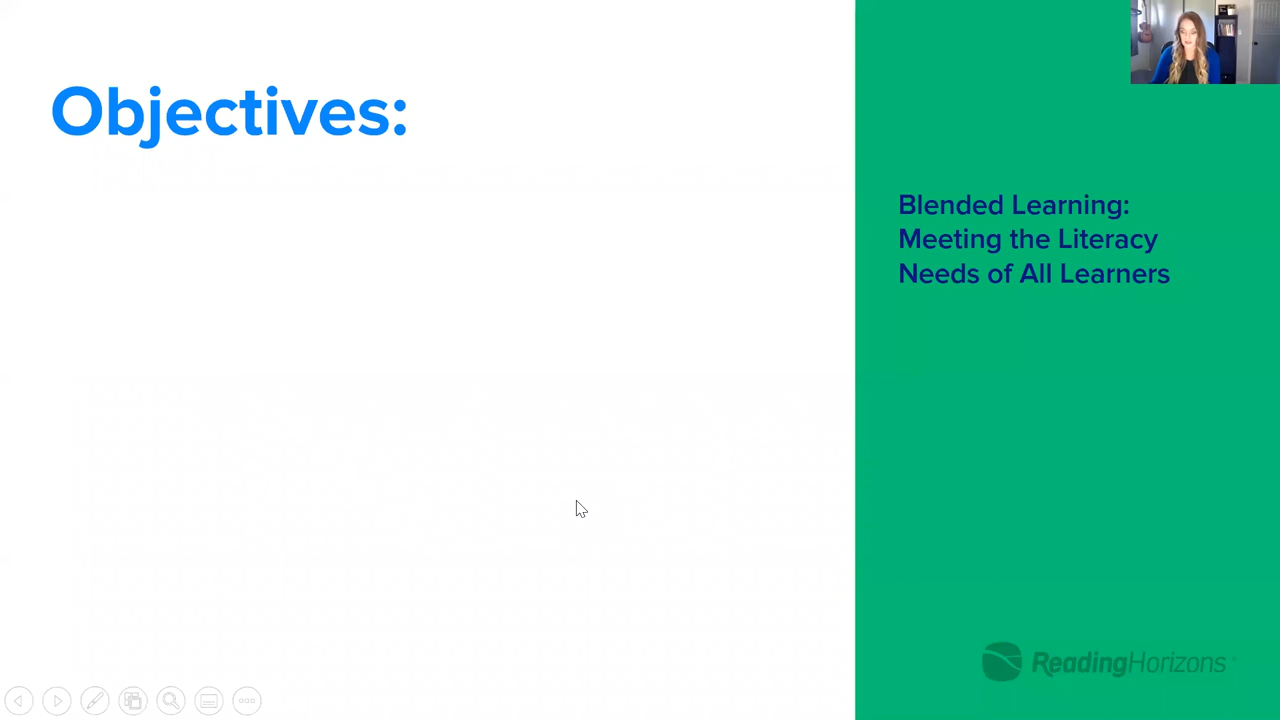 Objectives:
Blended Learning:
Meeting the Literacy
Needs of All Learners
ReadingHorizons